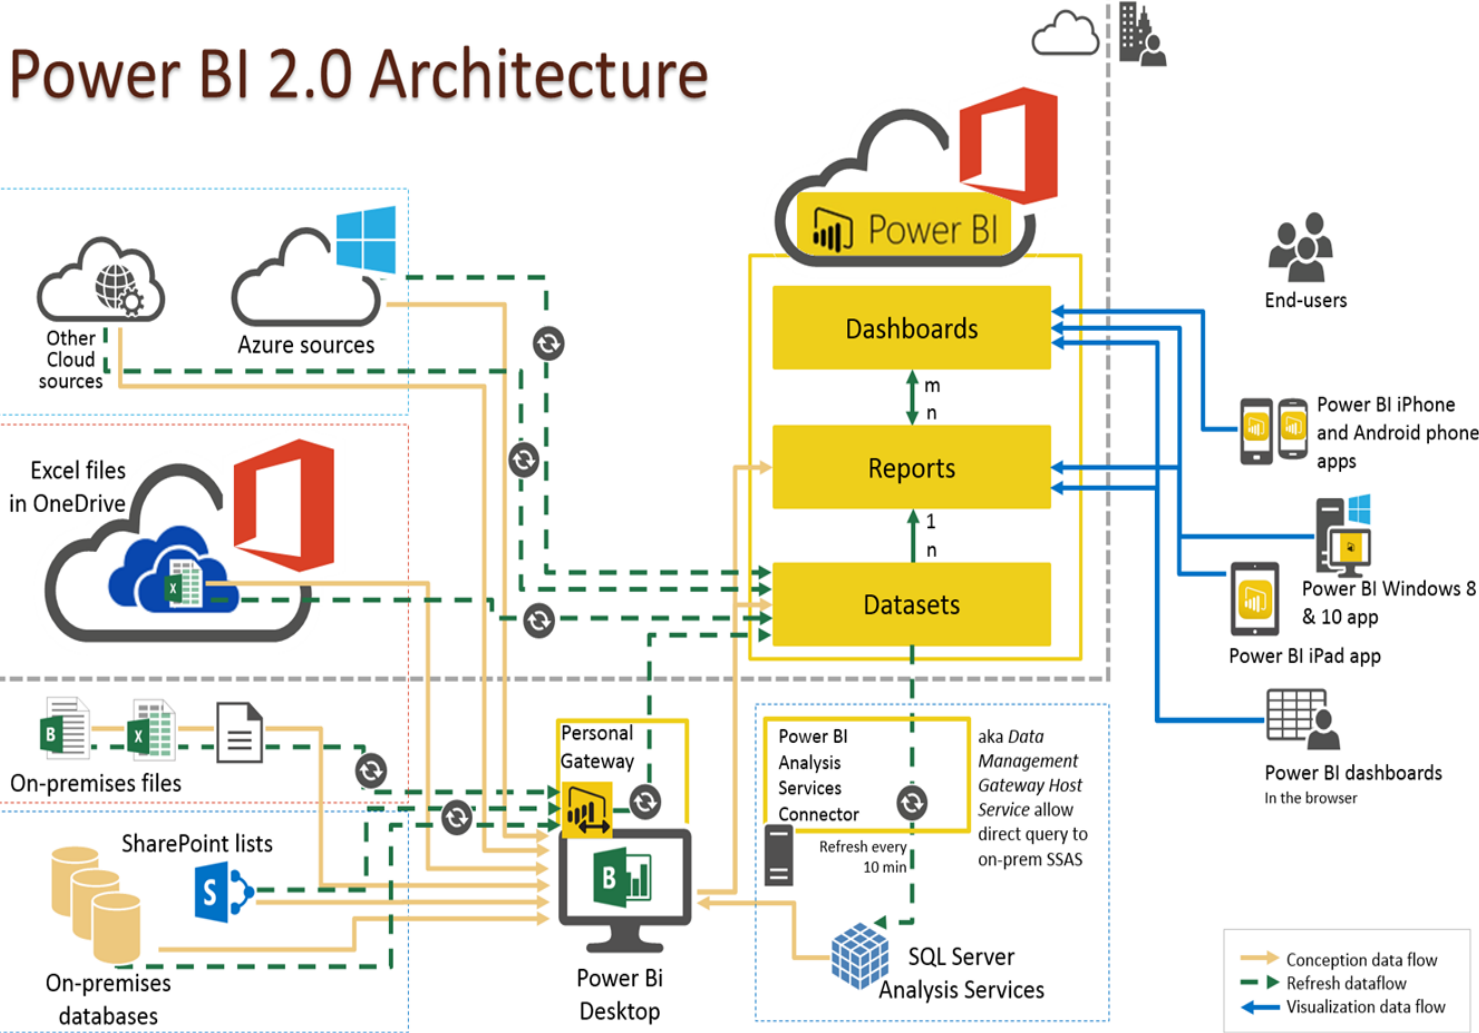 Power BI 2.0 Architecture
Power BI
Other
Cloud
sources
Azure sources
Dashboards
m
n
Reports
1
n
Datasets
End-users
Power BI iPhone
and Android phone
apps
Power BI Windows 8
& 10 app
Power BI iPad app
Power BI dashboards
In the browser
Excel files
in OneDrive
X
B
X
On-premises files
SharePoint lists
S
On-premises
databases
Personal
Gateway
B
Power Bi
Desktop
Power BI
Analysis
Services
Connector
aka Data
Management
Gateway Host
Service allow
direct query to
on-prem SSAS
Refresh every
10 min
SQL Server
Analysis Services
Conception data flow
Refresh dataflow
Visualization data flow